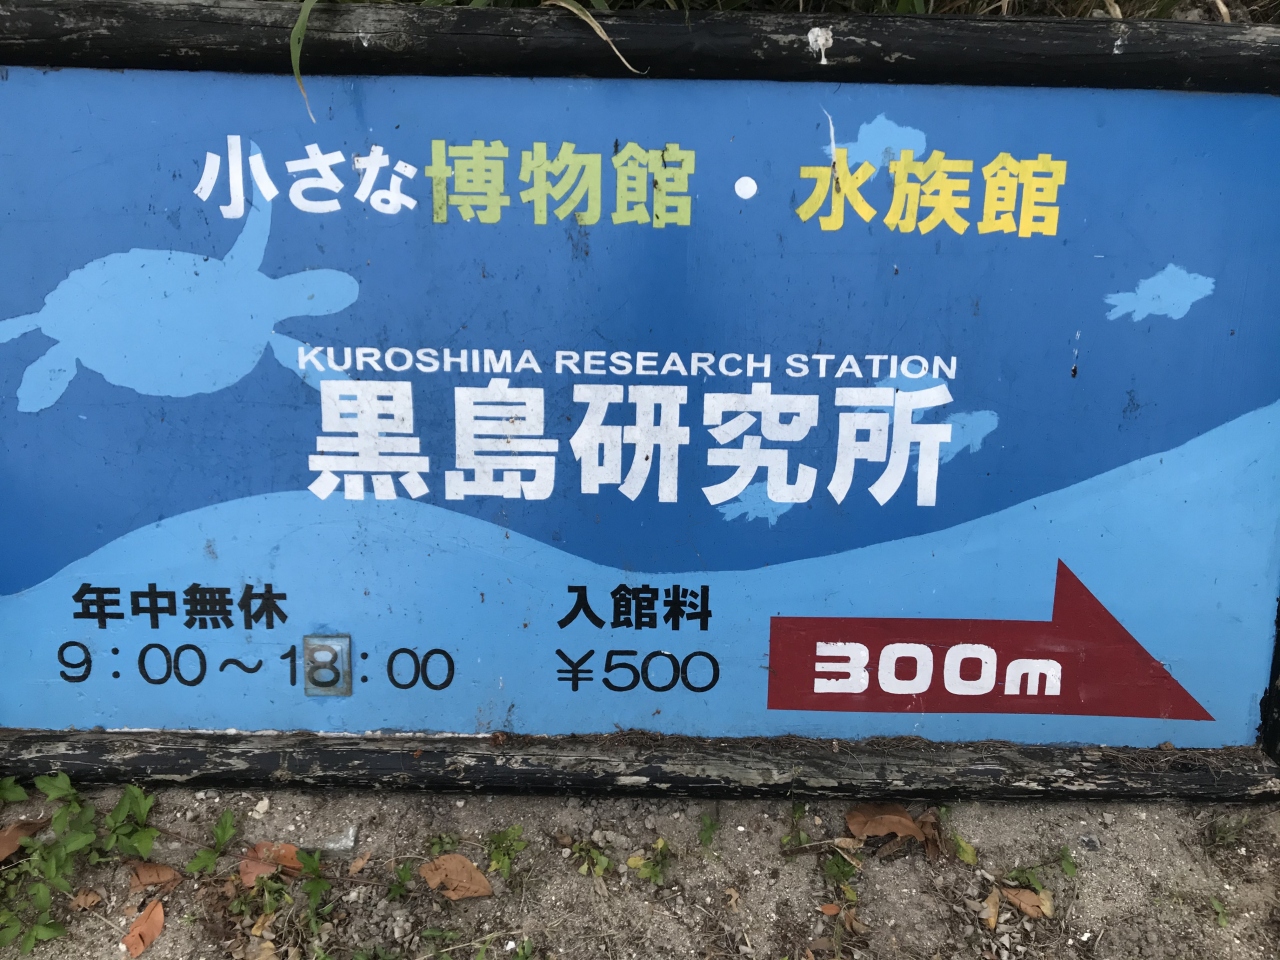 小さな博物館・水族館
KUROSHIMA RESEARCH STATION
黒島研究所
年中無休
9:00～18:00
入館料
¥500
300m